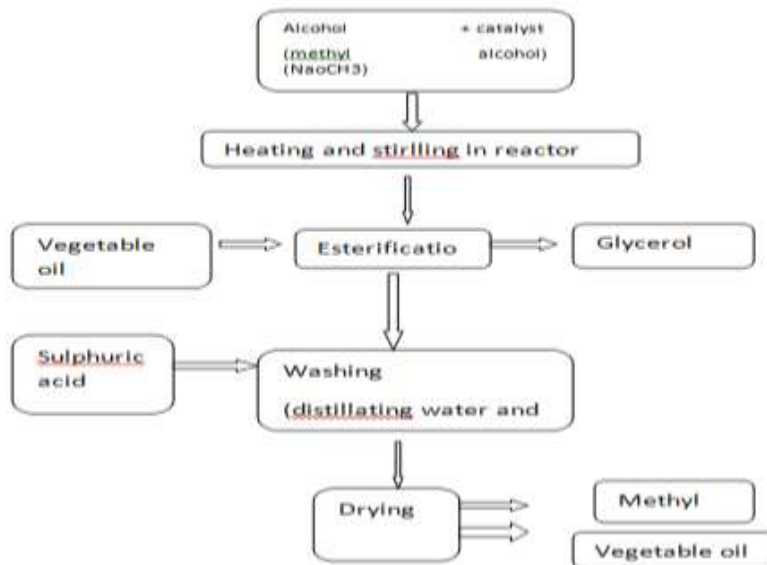 Alcohol + catalyst
(methyl alcohol)
(NaoCH3)
Heating and stirlling in reactor
Vegetable
oil
Esterificatio
Glycerol
Sulphuric
acid
Washing
(distillating water and
Drying
Methyl
Vegetable oil